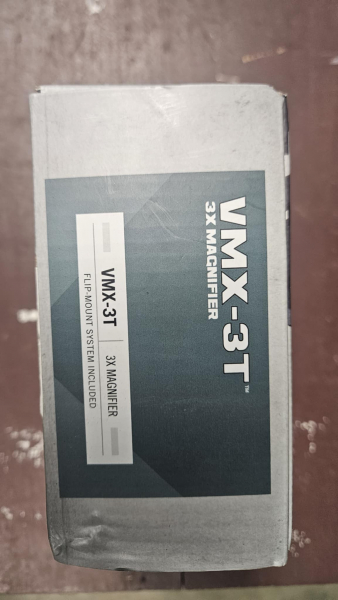 VMX-3T™
3X MAGNIFIER
VMX-3T | 3X MAGNIFIER
FLIP-MOUNT SYSTEM INCLUDED